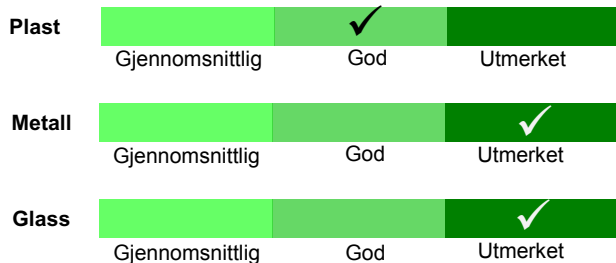 Plast
Gjennomsnittlig God Utmerket
Metall
Gjennomsnittlig God Utmerket
Glass
Gjennomsnittlig God Utmerket